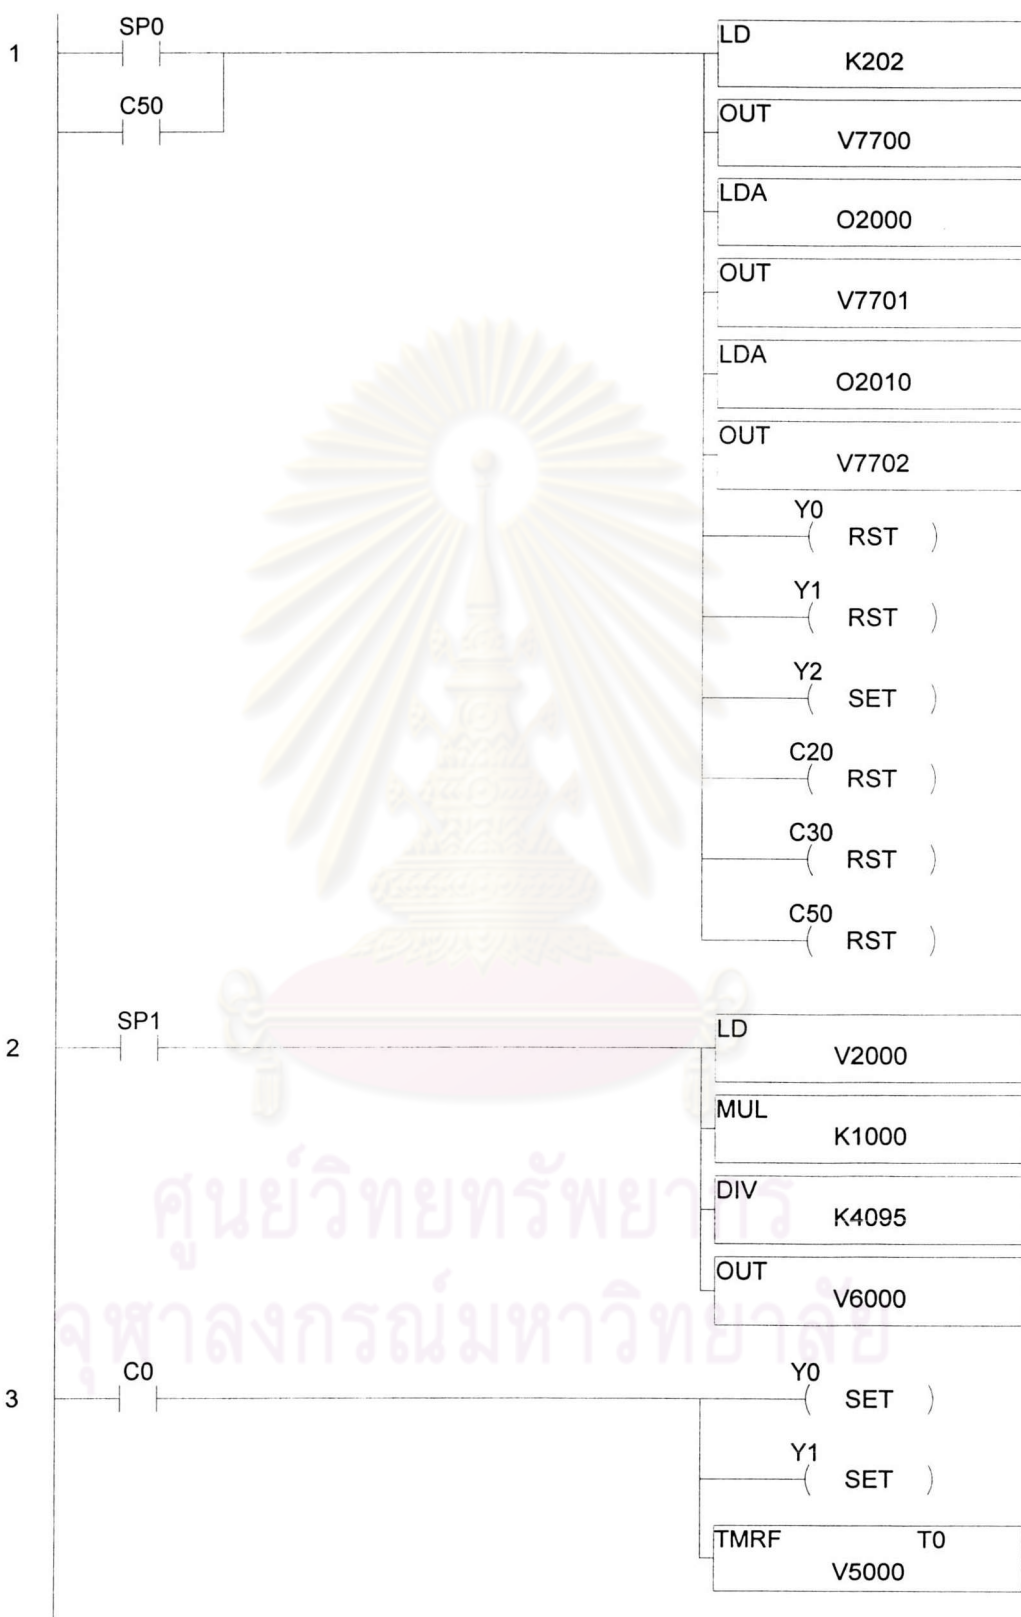 1
SP0
C50
LD
K202
OUT
V7700
LDA
O2000
OUT
V7701
LDA
O2010
OUT
V7702
Y0
( RST )
Y1
( RST )
Y2
( SET )
C20
( RST )
C30
( RST )
C50
( RST )
2
SP1
LD
V2000
MUL
K1000
DIV
K4095
OUT
V6000
ศูนย์วิทยทรัพยากร
จุฬาลงกรณ์มหาวิทยาลัย
3
C0
Y0
( SET )
Y1
( SET )
TMRF T0
V5000